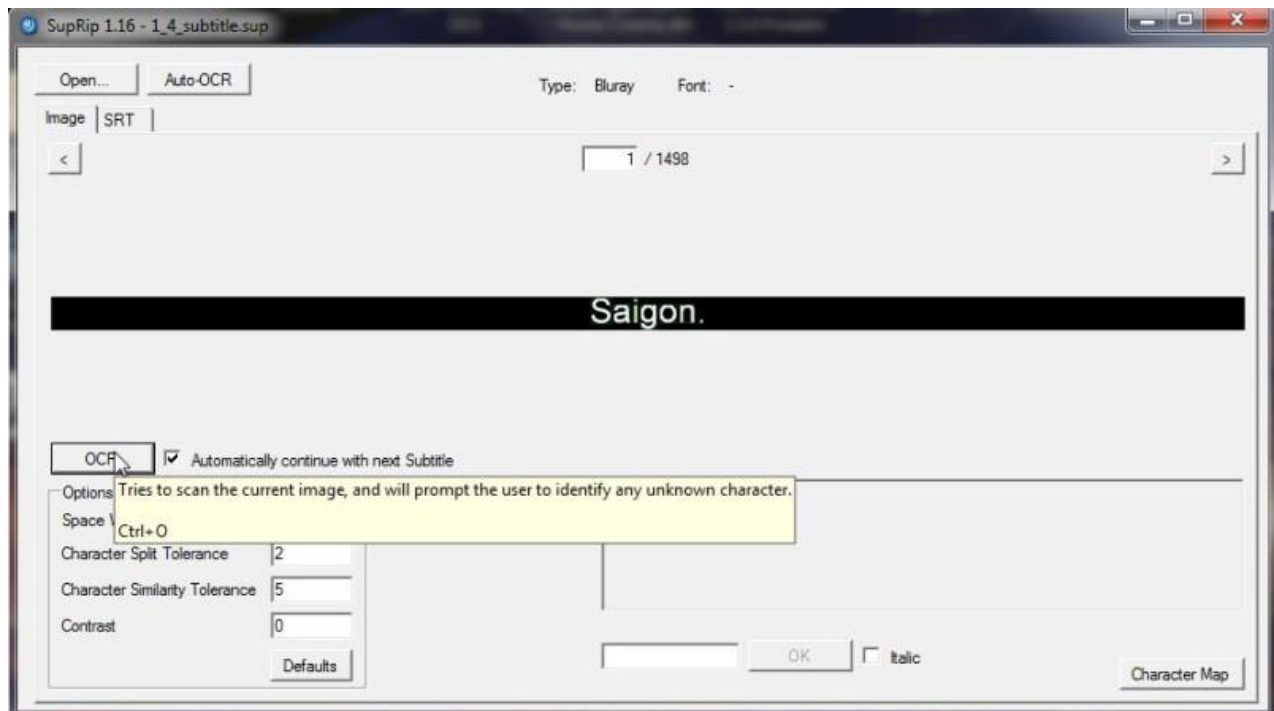 SupRip 1.16 - 1_4_subtitle.sup
Open... Auto-OCR Type: Bluray Font: -
Image SRT
< 1 / 1498 >
Saigon.
OCR Automatically continue with next Subtitle
Options
Tries to scan the current image, and will prompt the user to identify any unknown character.
Space
Ctrl+O
Character Split Tolerance 2
Character Similarity Tolerance 5
Contrast 0
OK Italic
Defaults
Character Map